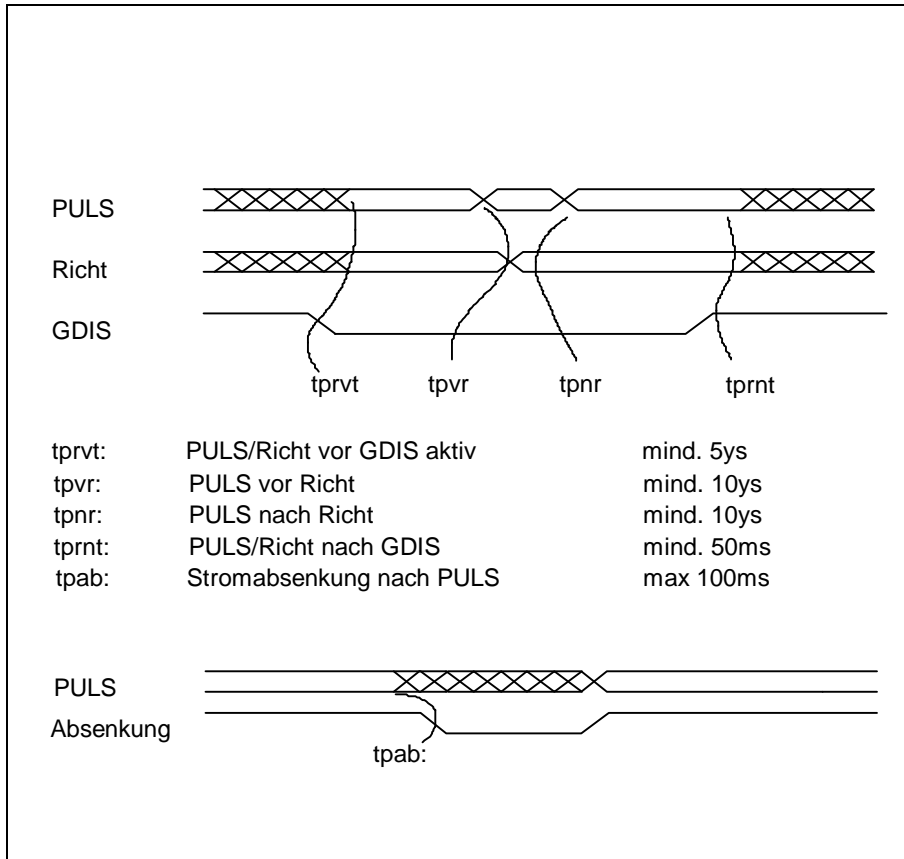 PULS
Richt
GDIS
tprvt tpvr tpnr tprnt
tprvt: PULS/Richt vor GDIS aktiv mind. 5ys
tpvr: PULS vor Richt mind. 10ys
tpnr: PULS nach Richt mind. 10ys
tprnt: PULS/Richt nach GDIS mind. 50ms
tpab: Stromabsenkung nach PULS max 100ms
PULS
Absenkung
tpab: